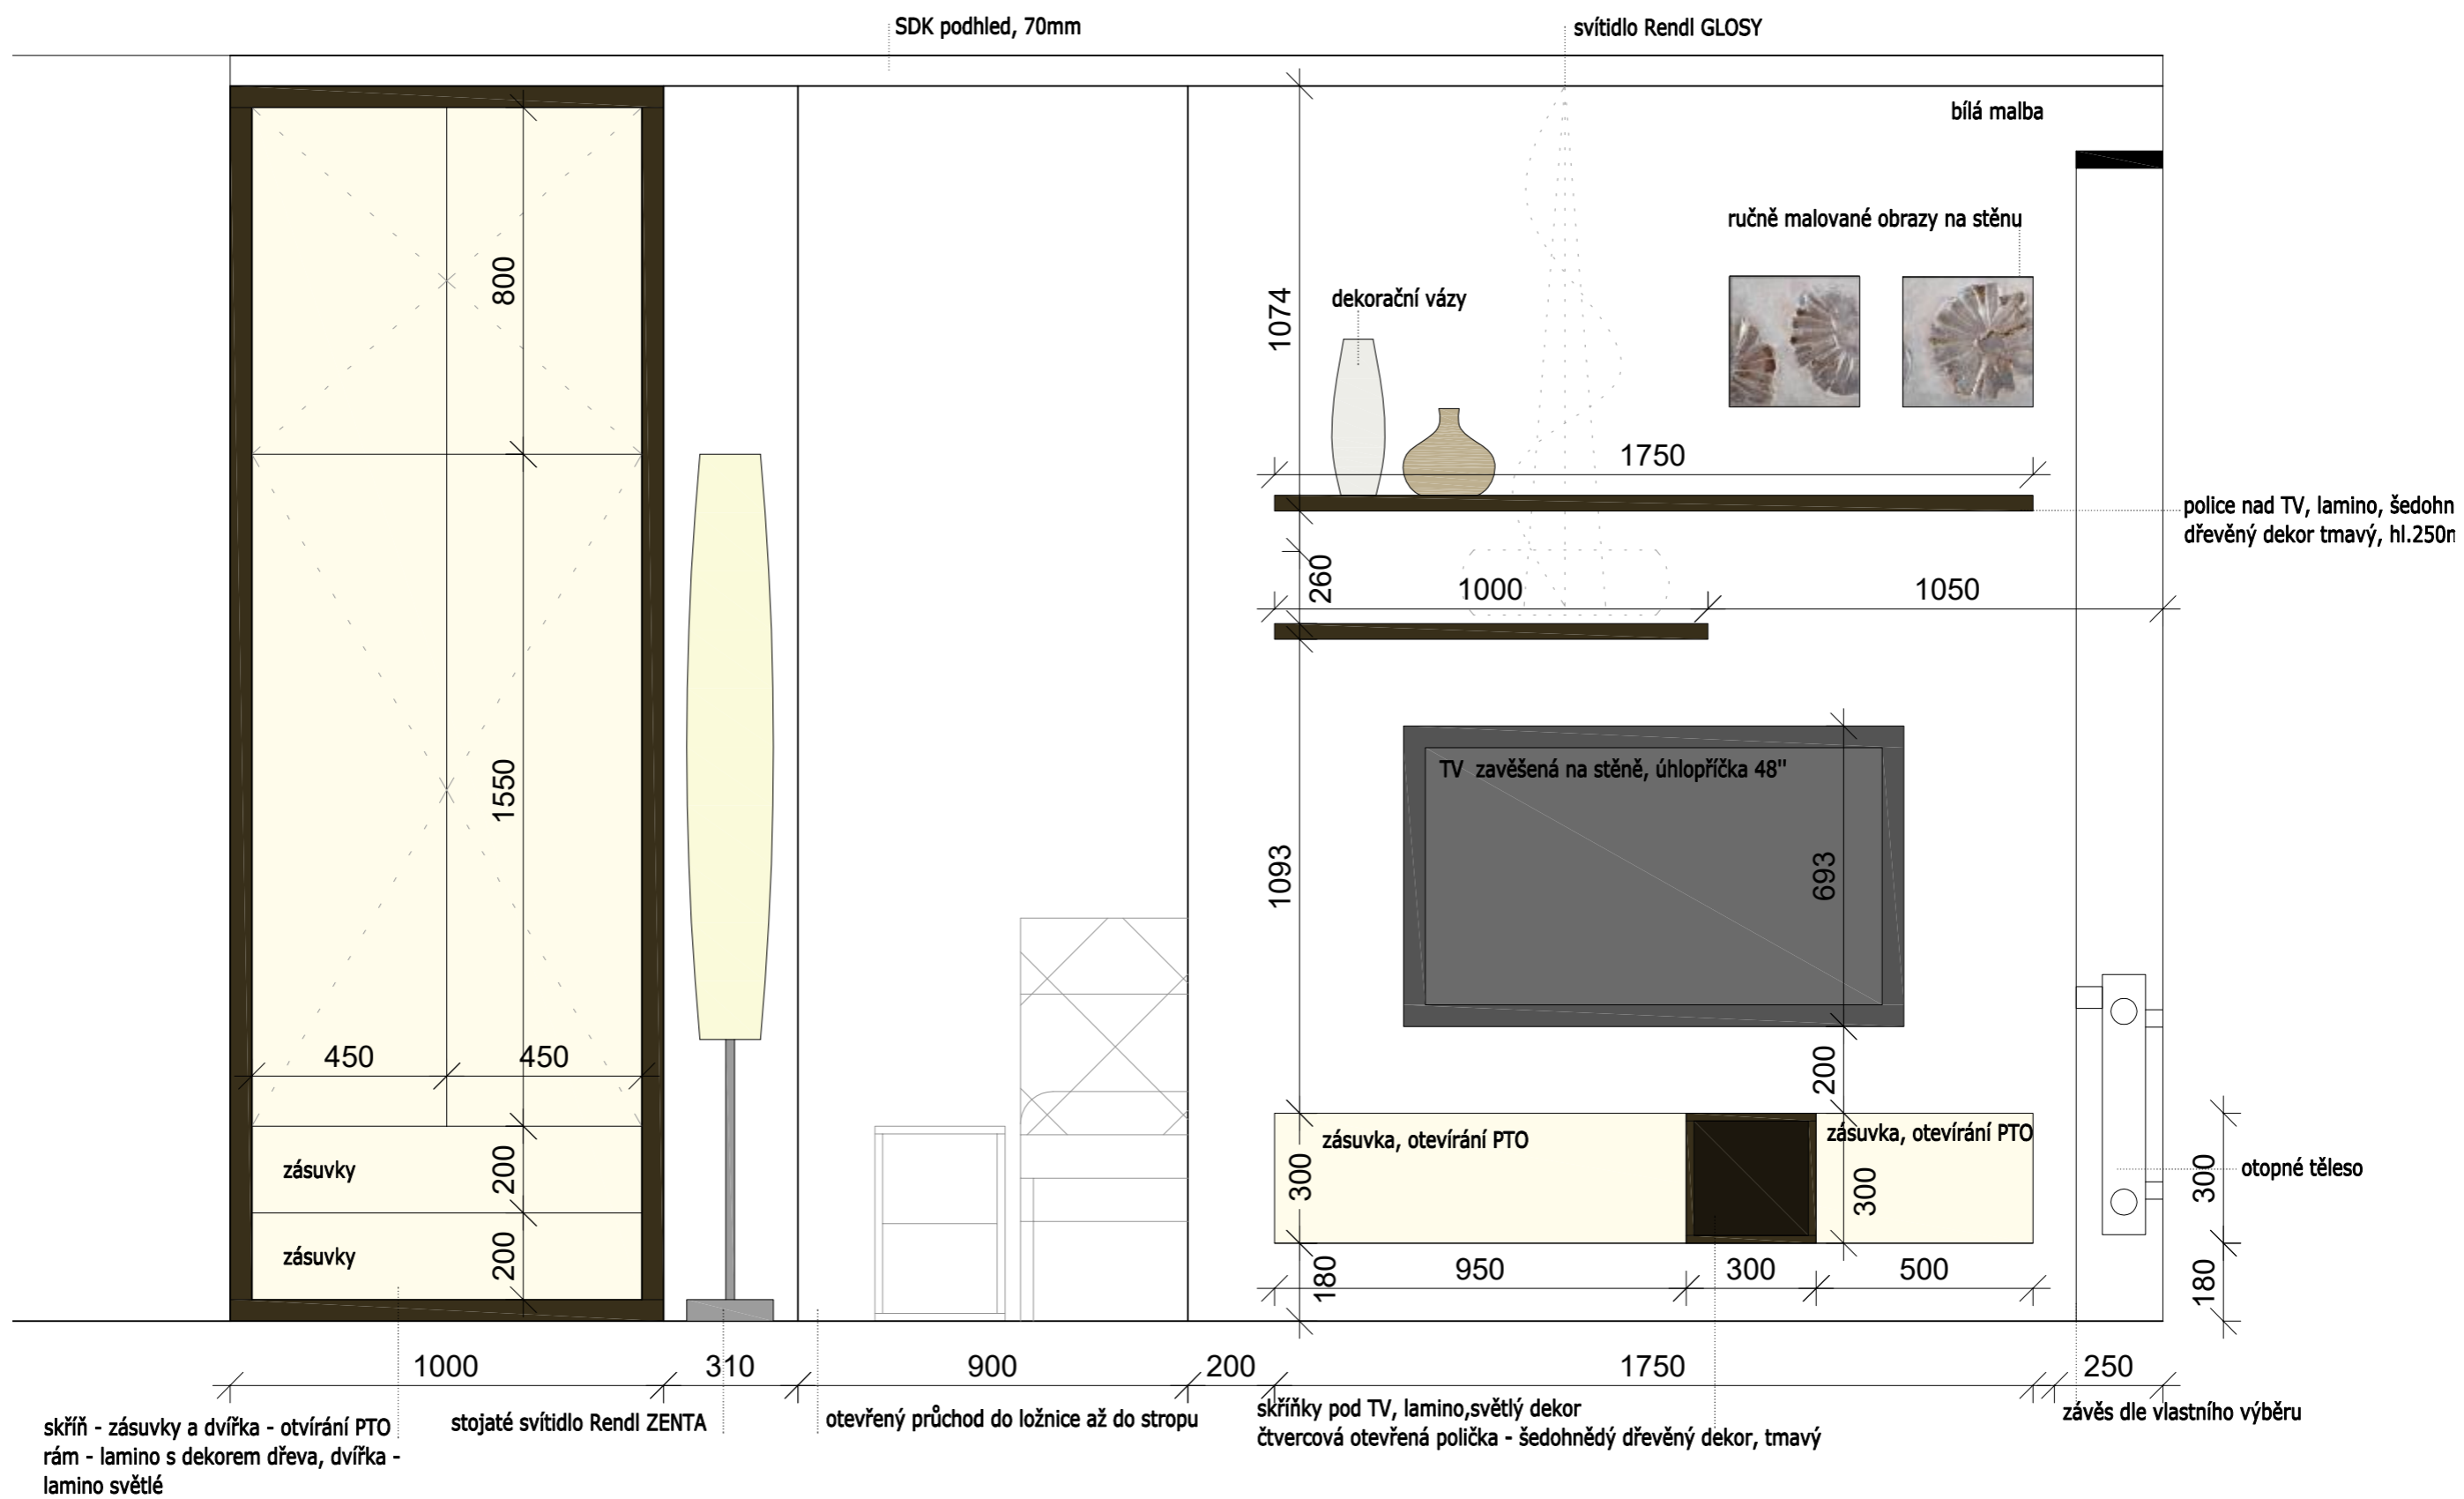 SDK podhled, 70mm
svítidlo Rendl GLOSY
bílá malba
ručně malované obrazy na stěnu
dekorační vázy
800
1074
1750
police nad TV, lamino, šedohn
dřevěný dekor tmavý, hl.250
260
1000
1050
TV zavěšená na stěně, úhlopříčka 48"
1550
1093
693
450
450
200
zásuvky
200
zásuvka, otevírání PTO
zásuvka, otevírání PTO
300
300
300
otopné těleso
zásuvky
200
180
950
300
500
180
1000
310
900
200
1750
250
skříň - zásuvky a dvířka - otvírání PTO
rám - lamino s dekorem dřeva, dvířka -
lamino světlé
stojaté svítidlo Rendl ZENTA
otevřený průchod do ložnice až do stropu
skříňky pod TV, lamino,světlý dekor
čtvercová otevřená polička - šedohnědý dřevěný dekor, tmavý
závěs dle vlastního výběru